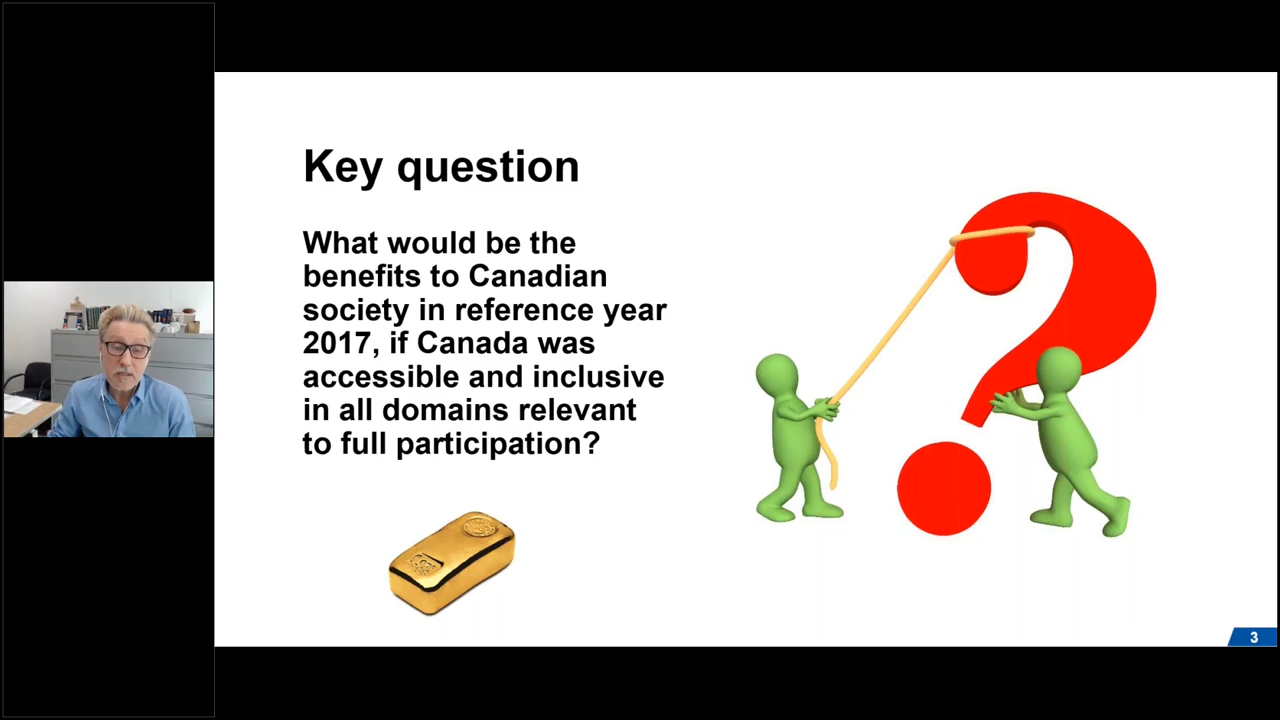 Key question
What would be the
benefits to Canadian
society in reference year
2017, if Canada was
accessible and inclusive
in all domains relevant
to full participation?
3